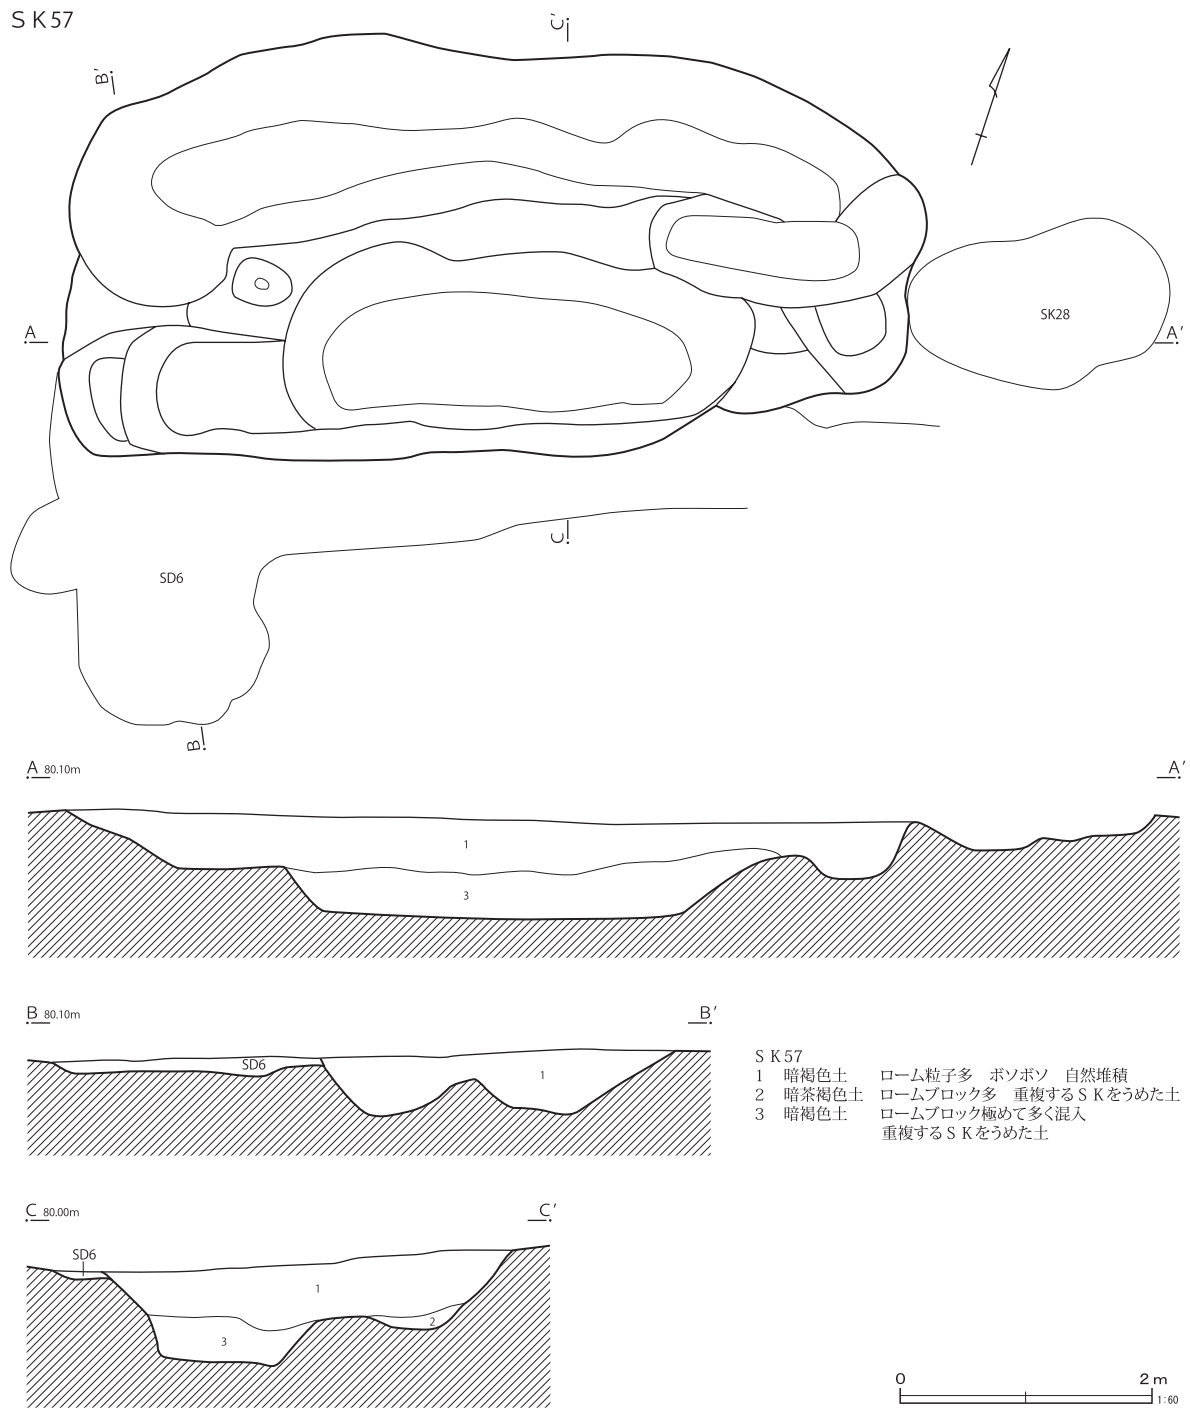 SK57
C'
B'
A
SK28
A'
C
SD6
B
A 80.10m
A'
1
3
B 80.10m
B'
SD6
1
SK57
1 暗褐色土 ローム粒子多 ボソボソ 自然堆積
2 暗茶褐色土 ロームブロック多 重複するSKをうめた土
3 暗褐色土 ロームブロック極めて多く混入
重複するSKをうめた土
C 80.00m
C'
SD6
1
2
3
0 2m
1:60